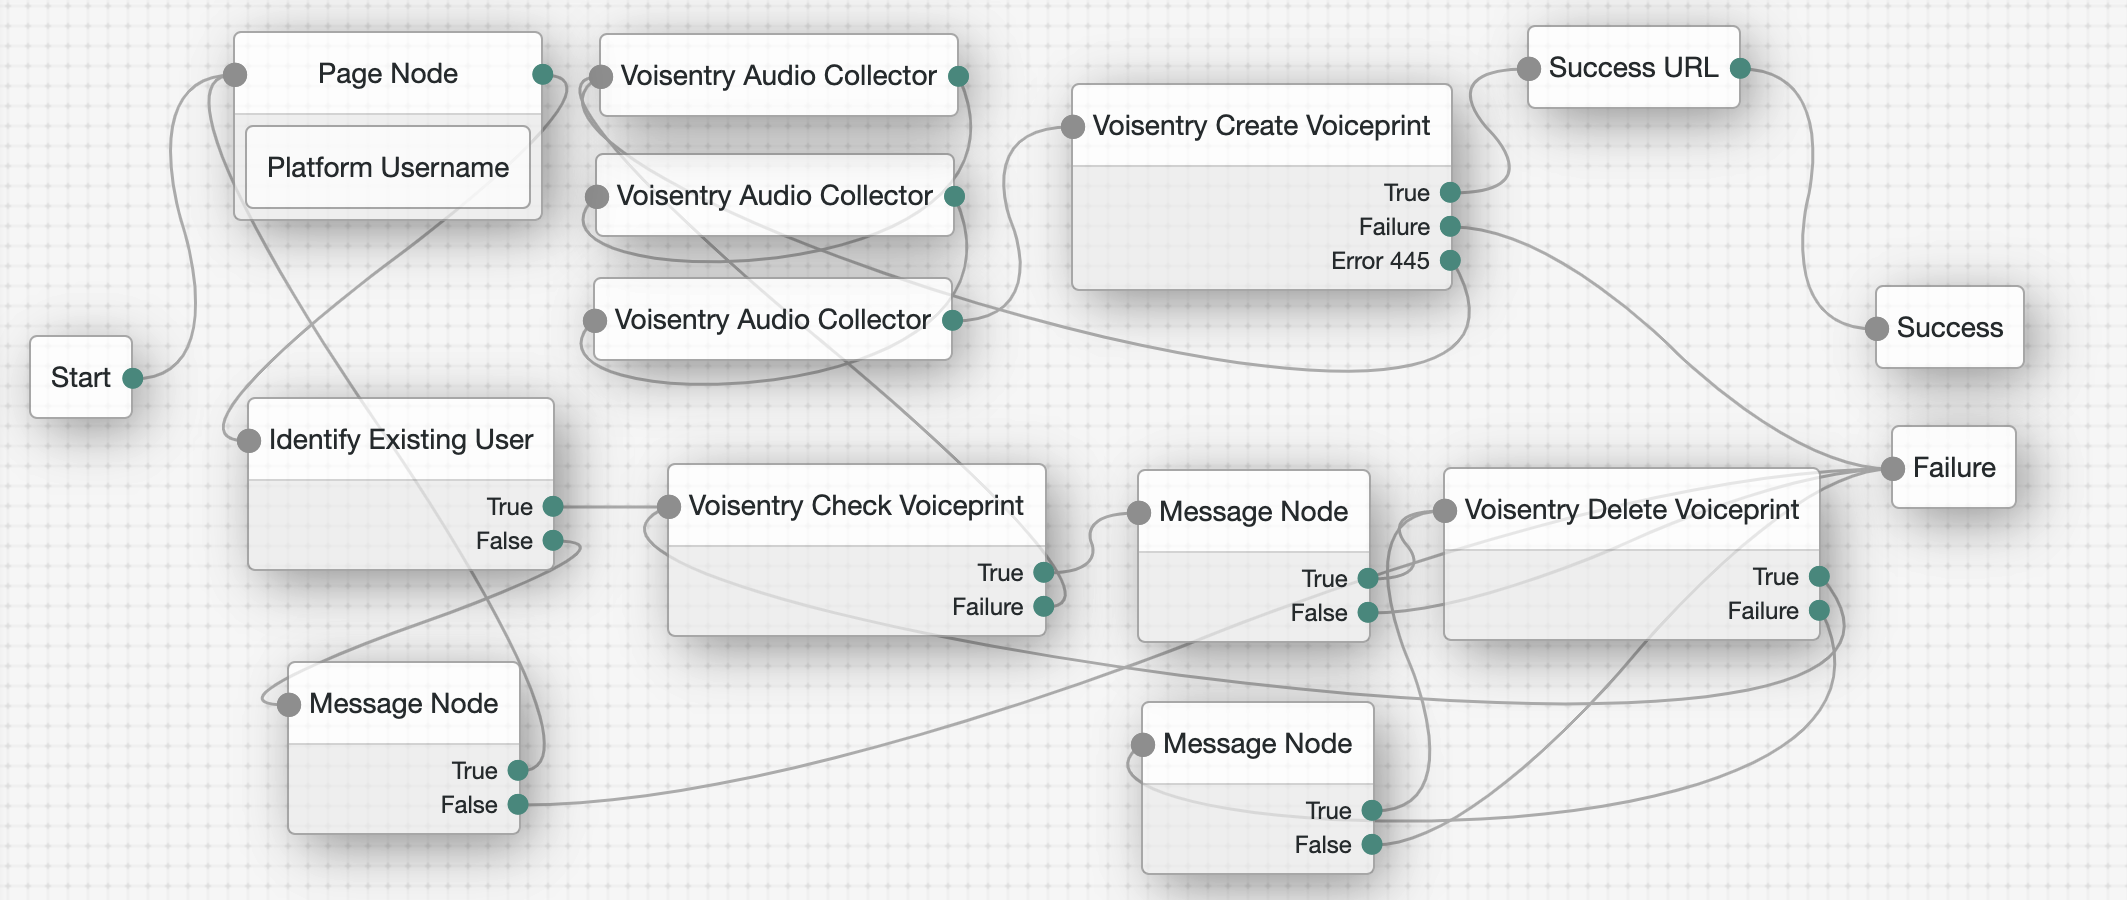 Page Node
Platform Username
Voisentry Audio Collector
Voisentry Audio Collector
Voisentry Audio Collector
Voisentry Create Voiceprint
True
Failure
Error 445
Success URL
Success
Start
Identify Existing User
True
False
Voisentry Check Voiceprint
True
Failure
Message Node
True
False
Voisentry Delete Voiceprint
True
Failure
Failure
Message Node
True
False
Message Node
True
False